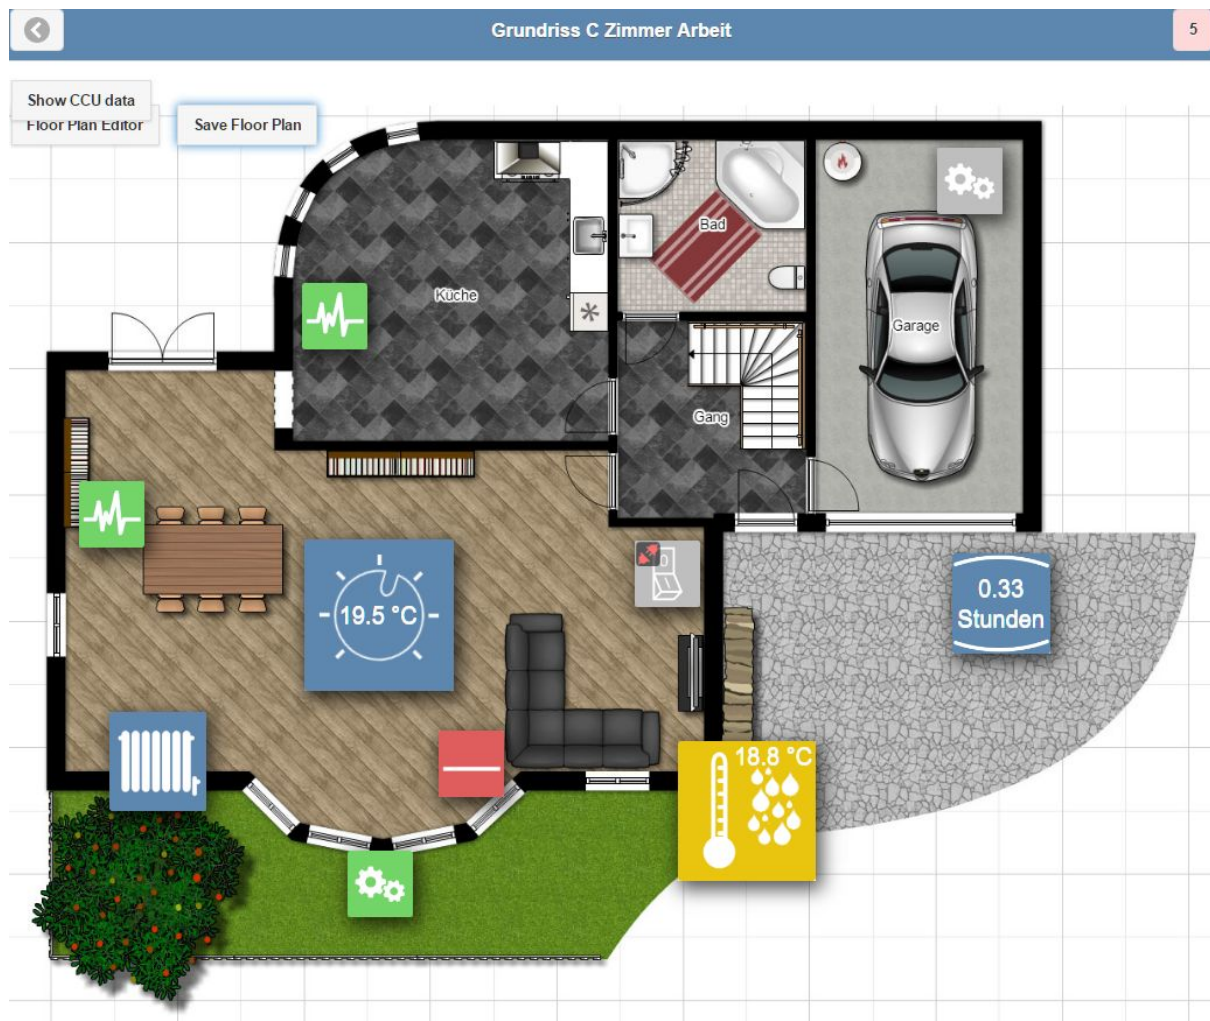 Grundriss C Zimmer Arbeit
5
Show CCU data
Floor Plan Editor
Save Floor Plan
Bad
Küche
Garage
Gang
0
19.5 °C
0.33
Stunden
18.8 °C